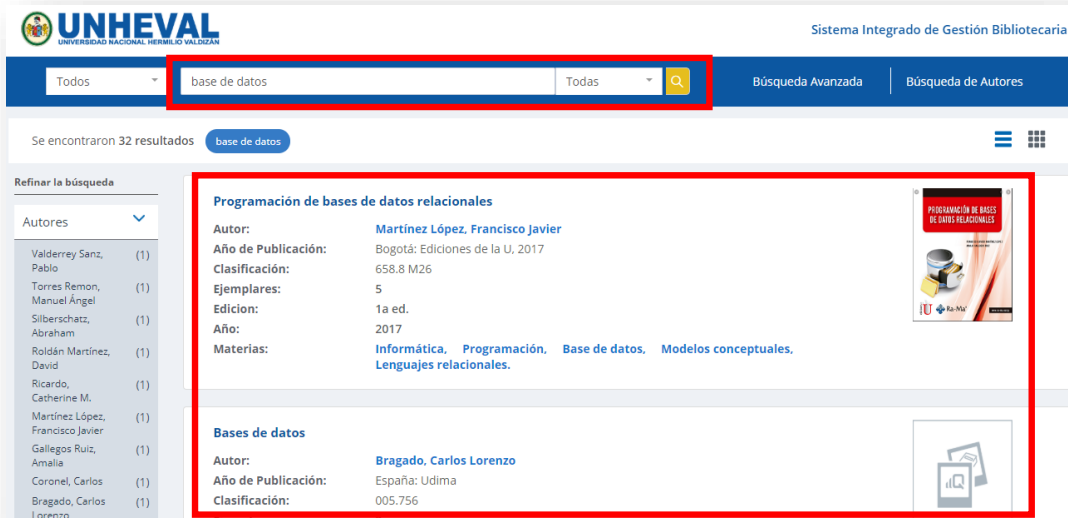 UNHEVAL
UNIVERSIDAD NACIONAL HERMILIO VALDIZÁN
Sistema Integrado de Gestión Bibliotecaria
Todos
base de datos
Todas
Búsqueda Avanzada
Búsqueda de Autores
Se encontraron 32 resultados
base de datos
Refinar la búsqueda
Autores
Valderrey Sanz, Pablo (1)
Torres Remon, Manuel Ángel (1)
Silberschatz, Abraham (1)
Roldán Martínez, David (1)
Ricardo, Catherine M. (1)
Martínez López, Francisco Javier (1)
Gallegos Ruiz, Amalia (1)
Coronel, Carlos (1)
Bragado, Carlos Lorenzo (1)
Programación de bases de datos relacionales
Autor: Martínez López, Francisco Javier
Año de Publicación: Bogotá: Ediciones de la U, 2017
Clasificación: 658.8 M26
Ejemplares: 5
Edicion: 1a ed.
Año: 2017
Materias: Informática, Programación, Base de datos, Modelos conceptuales,
Lenguajes relacionales.
PROGRAMACIÓN DE BASES
DE DATOS RELACIONALES
Ra-Ma
Bases de datos
Autor: Bragado, Carlos Lorenzo
Año de Publicación: España: Udima
Clasificación: 005.756